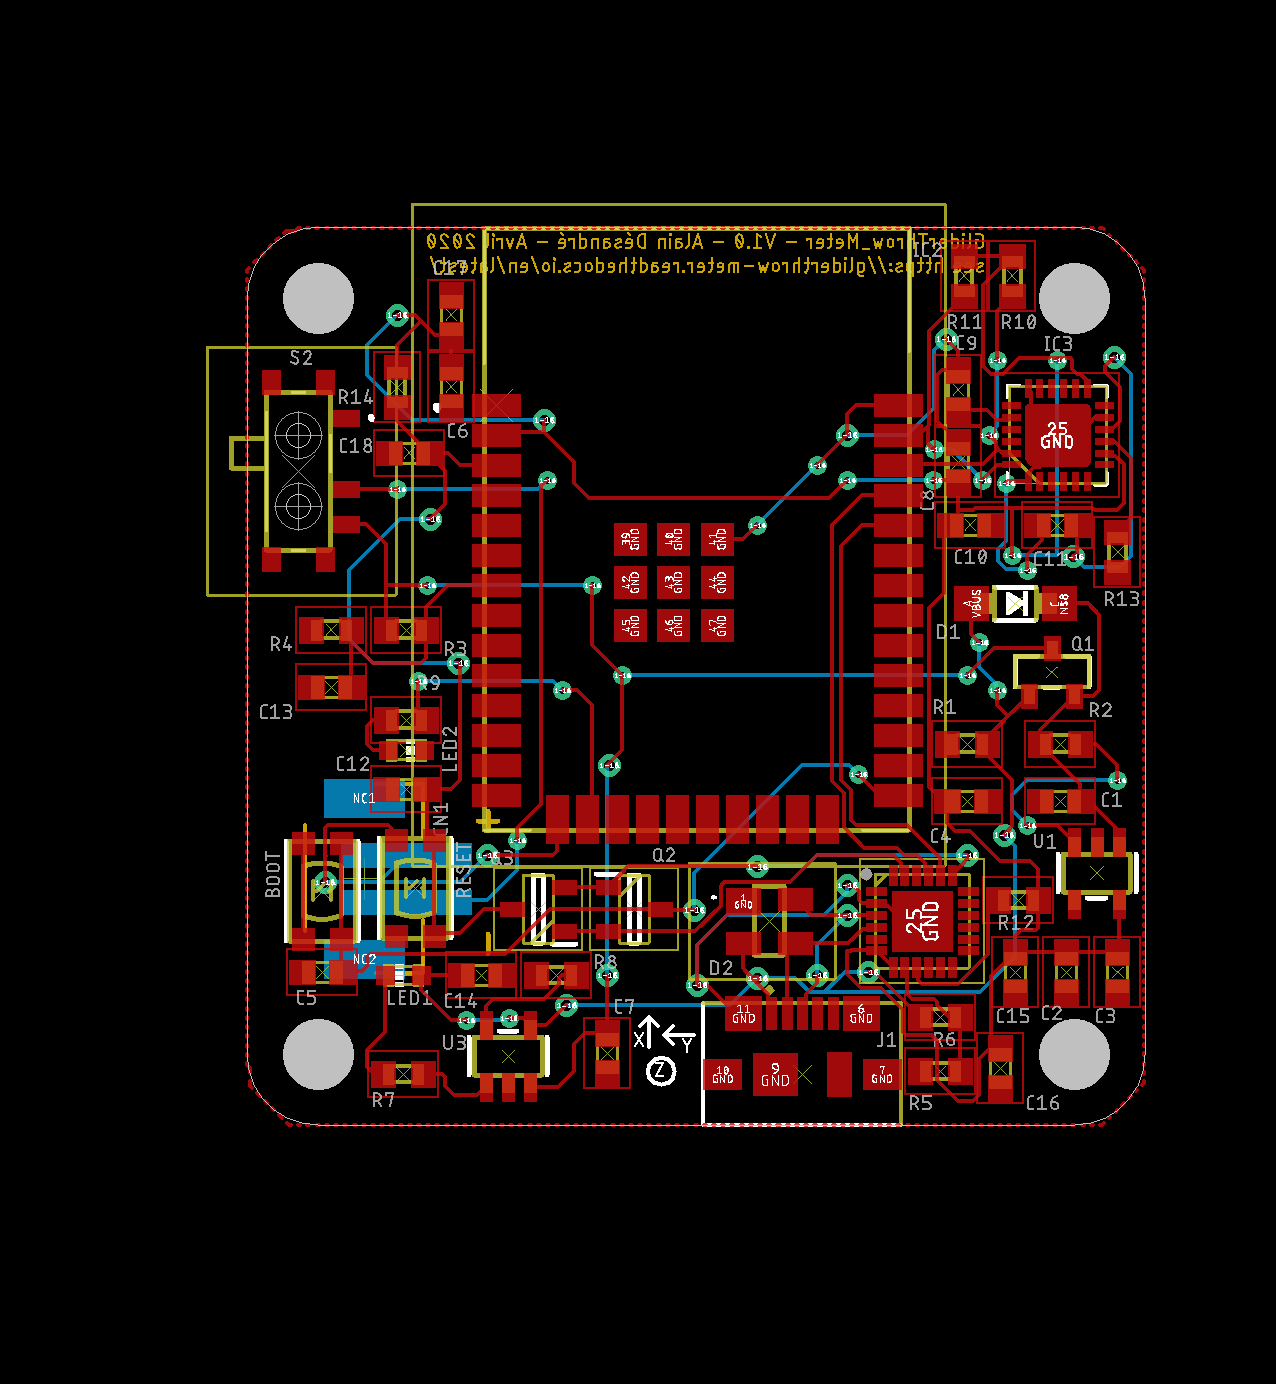 GliderThrow_Meter - V1.0 - Alain Désandré - Avril 2020
see https://gliderthrow-meter.readthedocs.io/en/latest/
IC2
C17
R11
R10
S2
C9
IC3
1-16
R14
C6
C18
25
GND
C8
C10
C11
39
GND
40
GND
41
GND
42
GND
43
GND
44
GND
45
GND
46
GND
47
GND
R13
A
VBUS
C
D1
R4
R3
Q1
R9
C13
R1
R2
LED2
C12
NC1
C1
CN1
C4
U1
BOOT
RESET
Q3
Q2
1
GND
25
GND
R12
NC2
D2
R8
C5
LED1
C14
C7
C15
C2
C3
11
GND
6
GND
U3
X
Y
Z
J1
R6
10
GND
9
GND
7
GND
R7
R5
C16